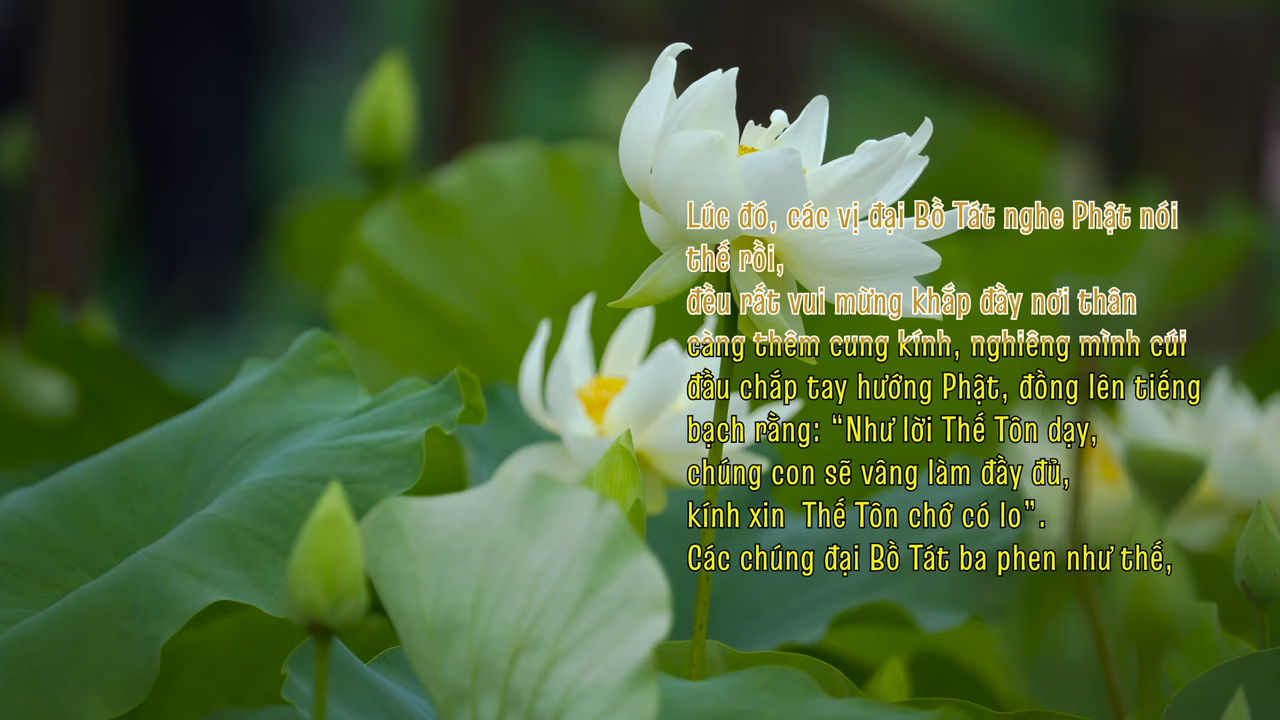 Lúc đó, các vị đại Bồ Tát nghe Phật nói
thế rồi,
đều rất vui mừng khắp đầy nơi thân
càng thêm cung kính, nghiêng mình cúi
đầu chắp tay hướng Phật, đồng lên tiếng
bạch rằng: “Như lời Thế Tôn dạy,
chúng con sẽ vâng làm đầy đủ,
kính xin  Thế Tôn chớ có lo”.
Các chúng đại Bồ Tát ba phen như thế,